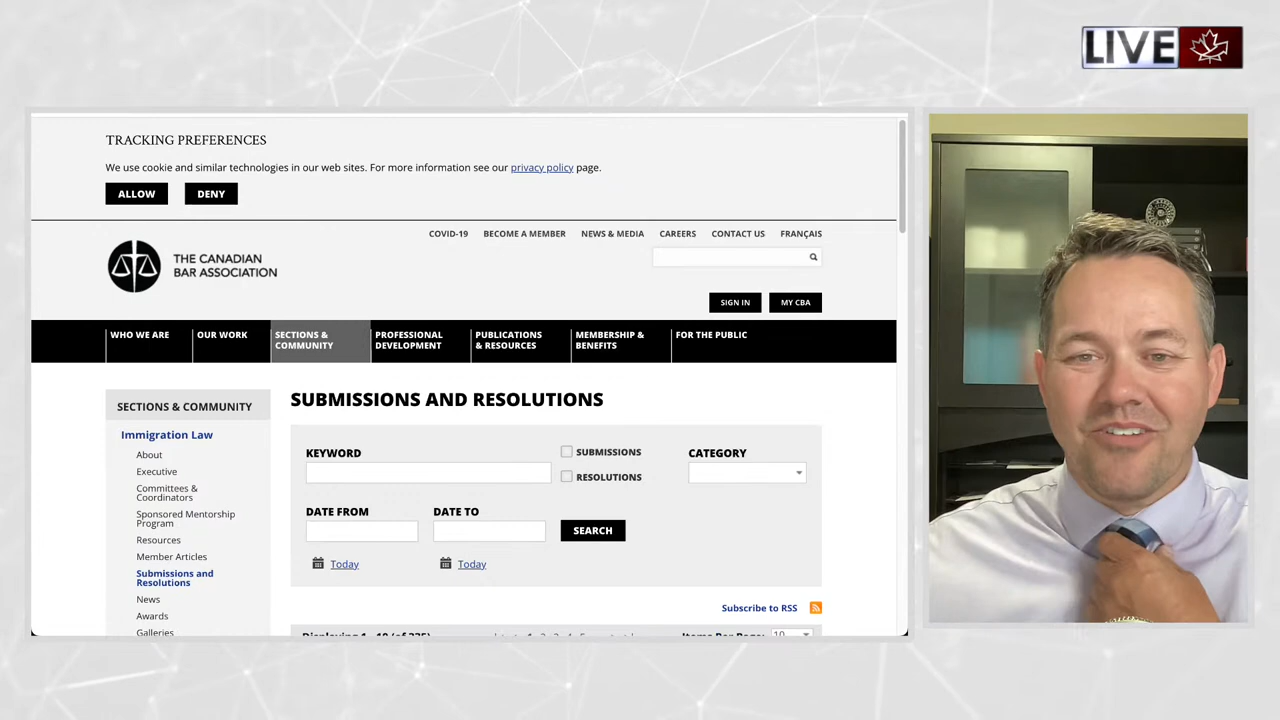 LIVE
TRACKING PREFERENCES
We use cookie and similar technologies in our web sites. For more information see our privacy policy page.
ALLOW
DENY
COVID-19
BECOME A MEMBER
NEWS & MEDIA
CAREERS
CONTACT US
FRANÇAIS
THE CANADIAN
BAR ASSOCIATION
SIGN IN
MY CBA
WHO WE ARE
OUR WORK
SECTIONS &
COMMUNITY
PROFESSIONAL
DEVELOPMENT
PUBLICATIONS
& RESOURCES
MEMBERSHIP &
BENEFITS
FOR THE PUBLIC
SECTIONS & COMMUNITY
Immigration Law
About
Executive
Committees &
Coordinators
Sponsored Mentorship
Program
Resources
Member Articles
Submissions and
Resolutions
News
Awards
Galleries
SUBMISSIONS AND RESOLUTIONS
KEYWORD
SUBMISSIONS
RESOLUTIONS
CATEGORY
DATE FROM
DATE TO
SEARCH
Today
Today
Subscribe to RSS
Items Per Page:
10